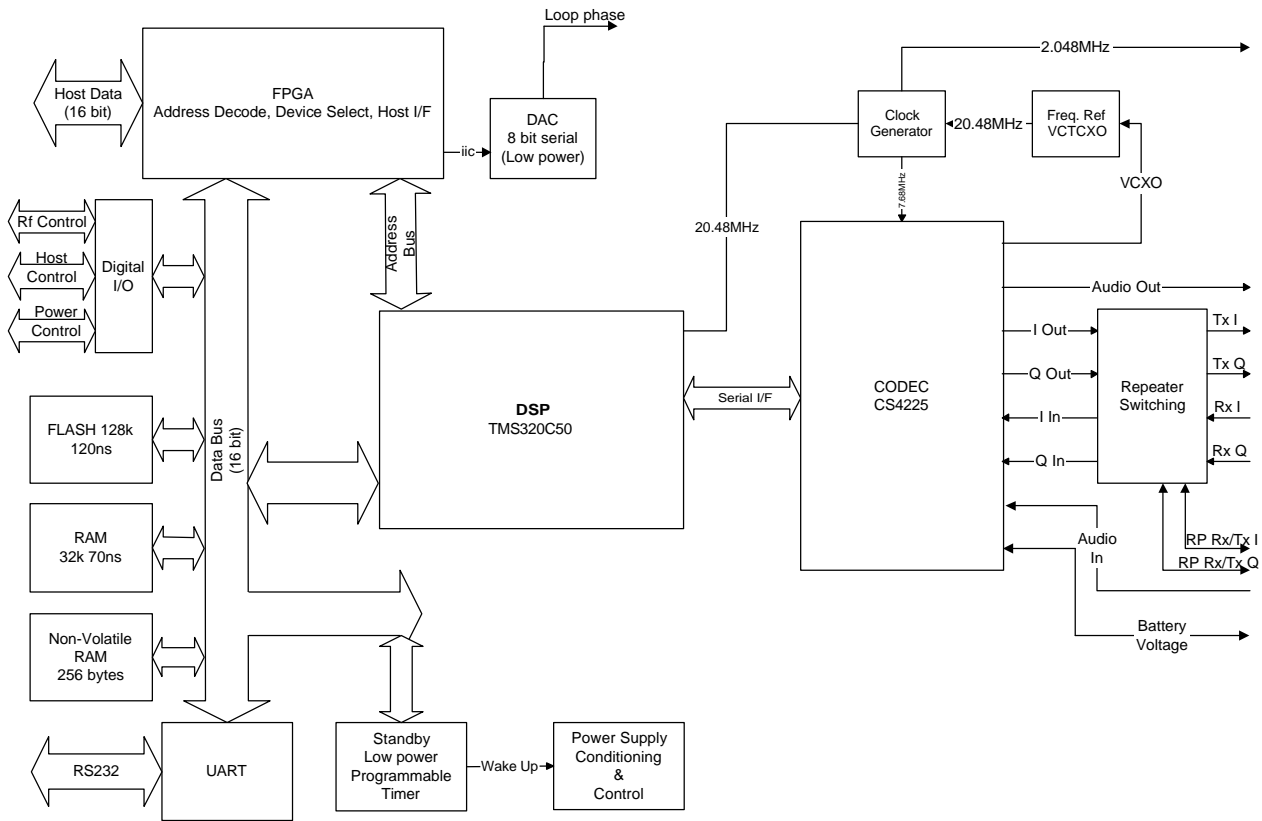 Loop phase
2.048MHz
Host Data
(16 bit)
FPGA
Address Decode, Device Select, Host I/F
iic
DAC
8 bit serial
(Low power)
Clock
Generator
20.48MHz
Freq. Ref
VCTCXO
VCXO
7.68MHz
20.48MHz
Address
Bus
Rf Control
Host
Control
Power
Control
Digital
I/O
Data Bus
(16 bit)
FLASH 128k
120ns
RAM
32k 70ns
Non-Volatile
RAM
256 bytes
DSP
TMS320C50
Serial I/F
CODEC
CS4225
Audio Out
I Out
Q Out
I In
Q In
Repeater
Switching
Tx I
Tx Q
Rx I
Rx Q
RP Rx/Tx I
RP Rx/Tx Q
Audio
In
Battery
Voltage
RS232
UART
Standby
Low power
Programmable
Timer
Wake Up
Power Supply
Conditioning
&
Control